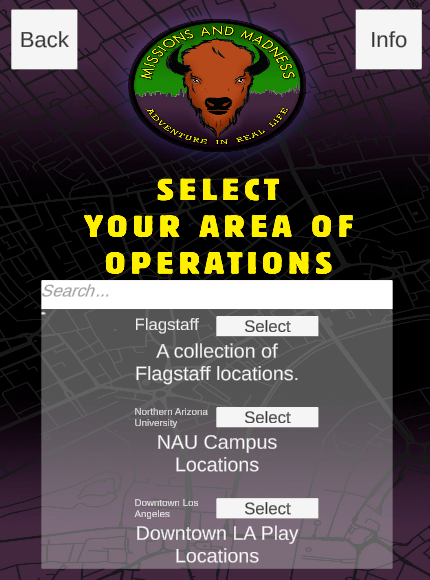 Back
Info
MISSIONS AND MADNESS
ADVENTURE IN REAL LIFE
SELECT
YOUR AREA OF
OPERATIONS
Search...
Flagstaff
Select
A collection of
Flagstaff locations.
Northern Arizona
University
Select
NAU Campus
Locations
Downtown Los
Angeles
Select
Downtown LA Play
Locations